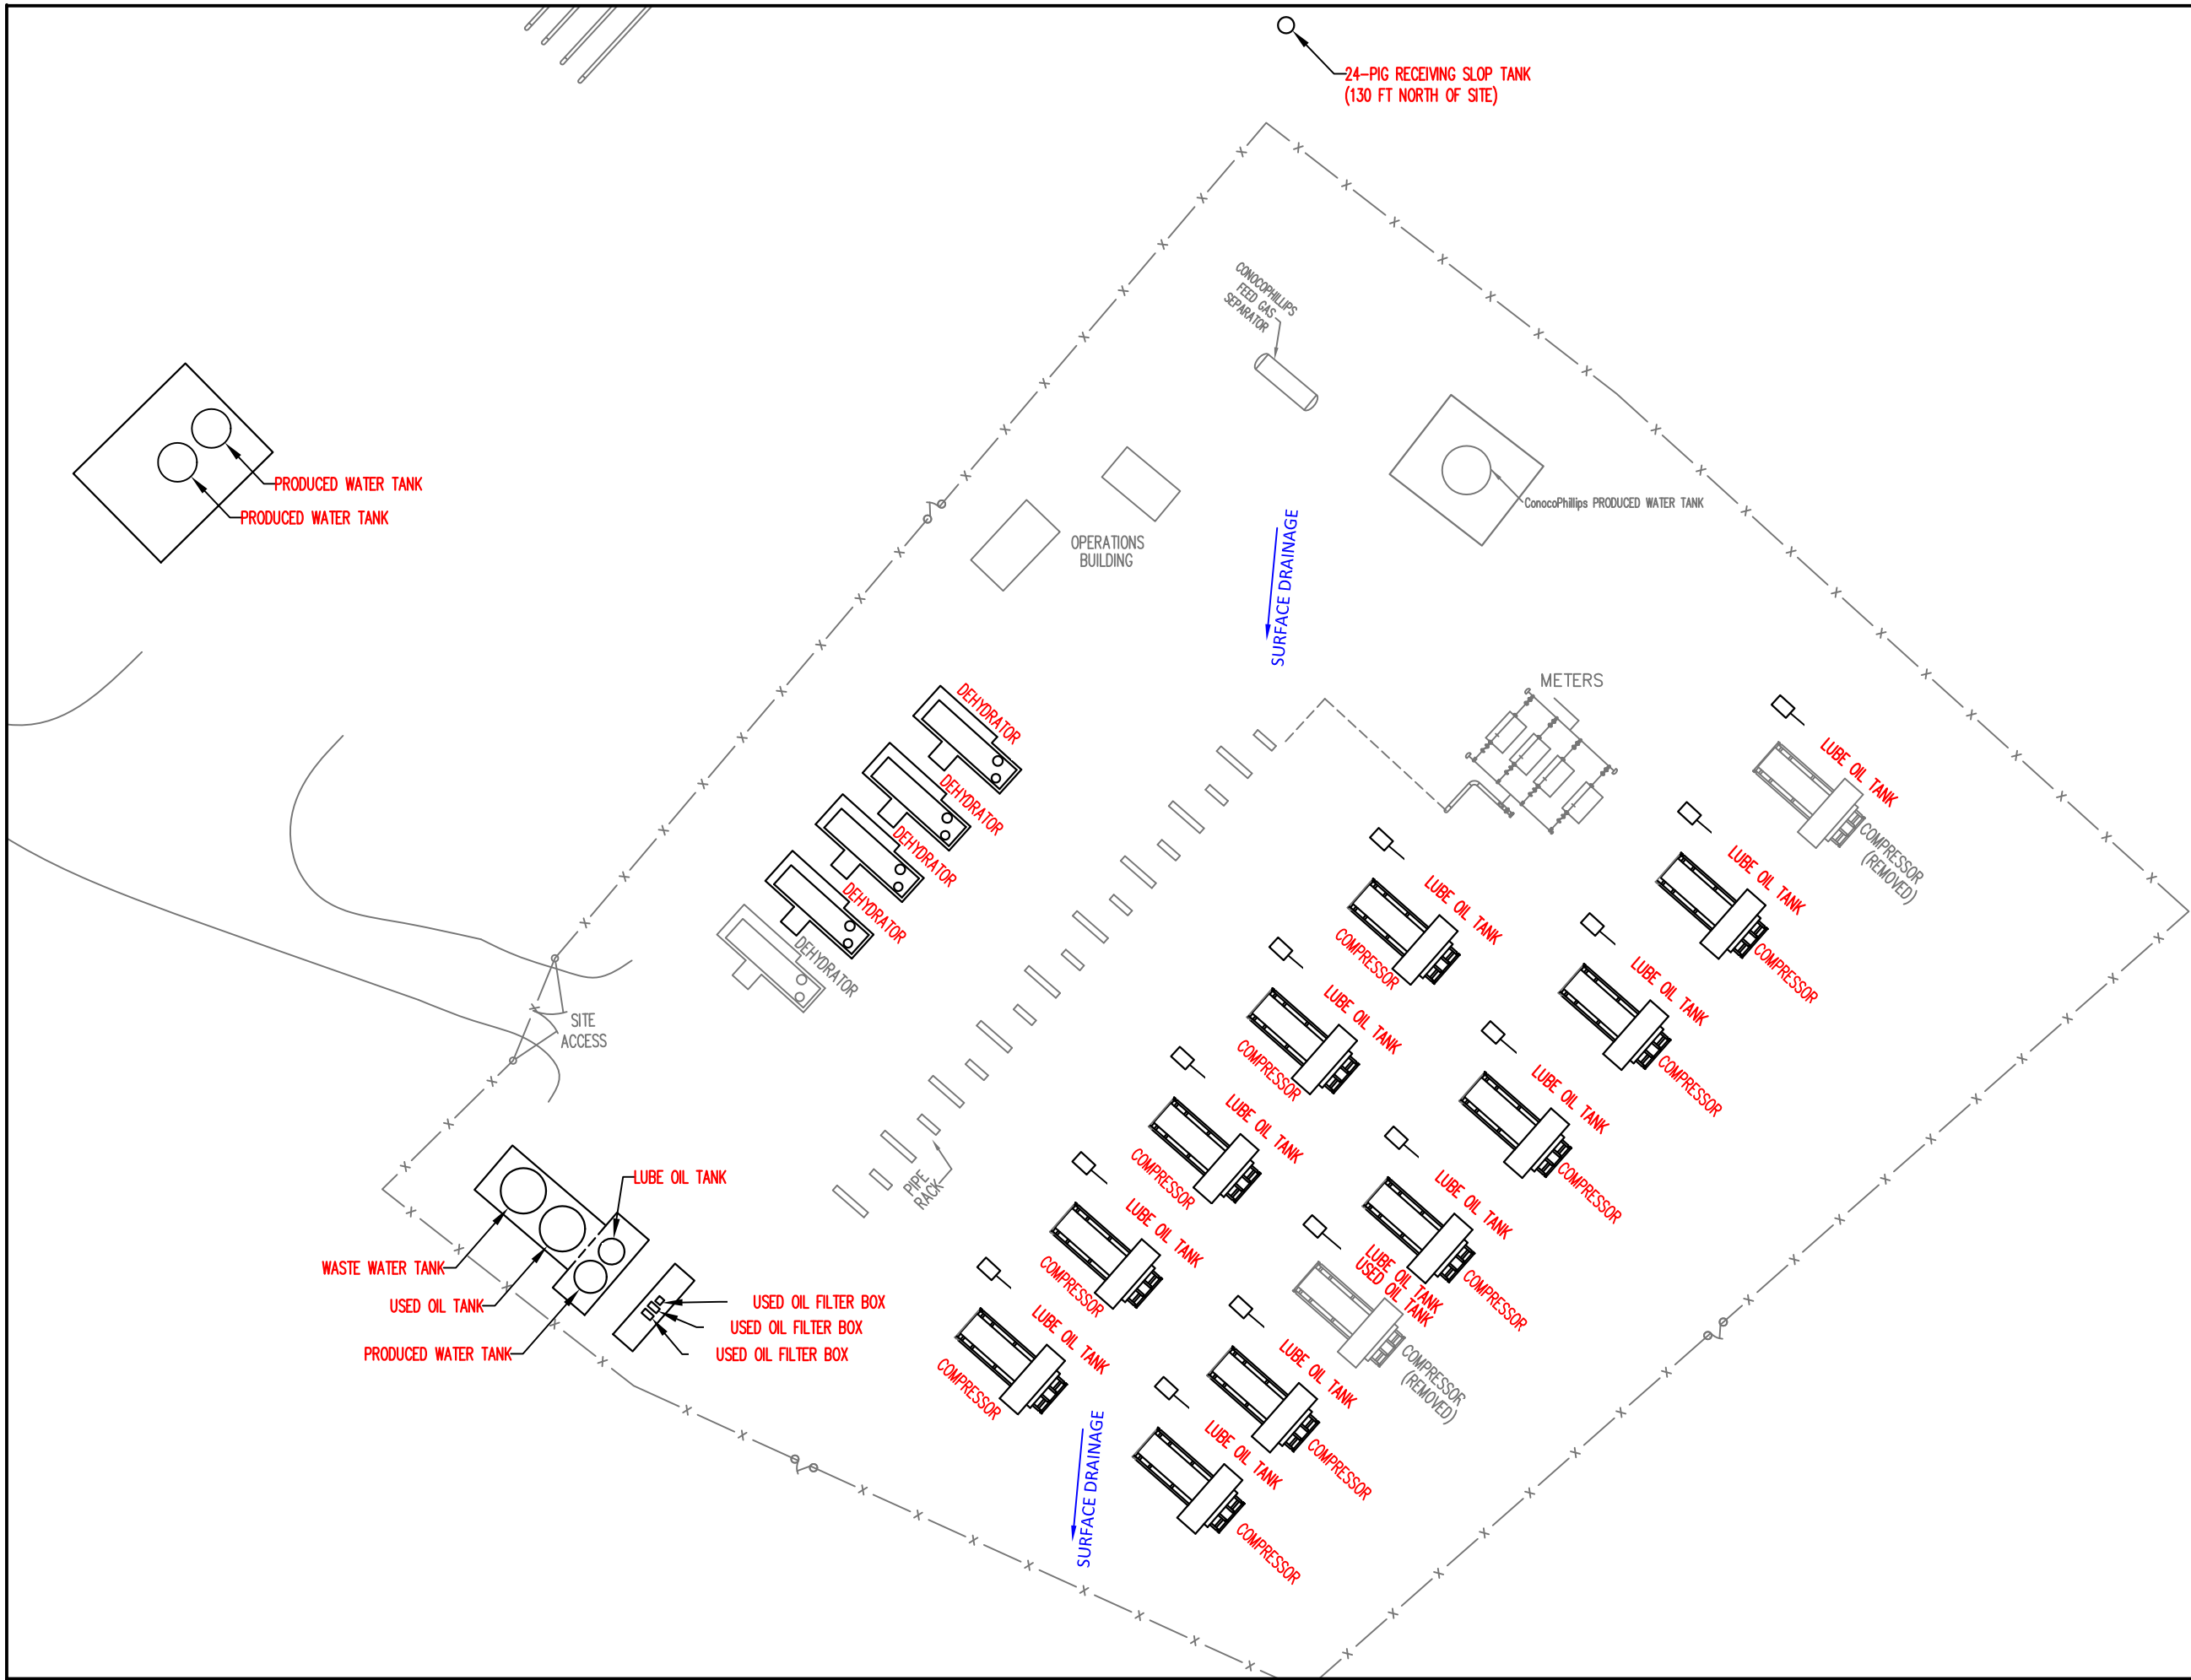 24-PIG RECEIVING SLOP TANK
(130 FT NORTH OF SITE)
CONOCOPHILLIPS
FEED GAS
SEPARATOR
PRODUCED WATER TANK
PRODUCED WATER TANK
ConocoPhillips PRODUCED WATER TANK
OPERATIONS
BUILDING
SURFACE DRAINAGE
METERS
DEHYDRATOR
DEHYDRATOR
DEHYDRATOR
DEHYDRATOR
DEHYDRATOR
LUBE OIL TANK
COMPRESSOR
(REMOVED)
LUBE OIL TANK
COMPRESSOR
LUBE OIL TANK
COMPRESSOR
LUBE OIL TANK
COMPRESSOR
LUBE OIL TANK
COMPRESSOR
LUBE OIL TANK
COMPRESSOR
LUBE OIL TANK
COMPRESSOR
SITE
ACCESS
PIPE
RACK
LUBE OIL TANK
COMPRESSOR
LUBE OIL TANK
COMPRESSOR
LUBE OIL TANK
USED OIL TANK
COMPRESSOR
(REMOVED)
LUBE OIL TANK
WASTE WATER TANK
USED OIL TANK
PRODUCED WATER TANK
USED OIL FILTER BOX
USED OIL FILTER BOX
USED OIL FILTER BOX
LUBE OIL TANK
COMPRESSOR
LUBE OIL TANK
COMPRESSOR
LUBE OIL TANK
COMPRESSOR
SURFACE DRAINAGE